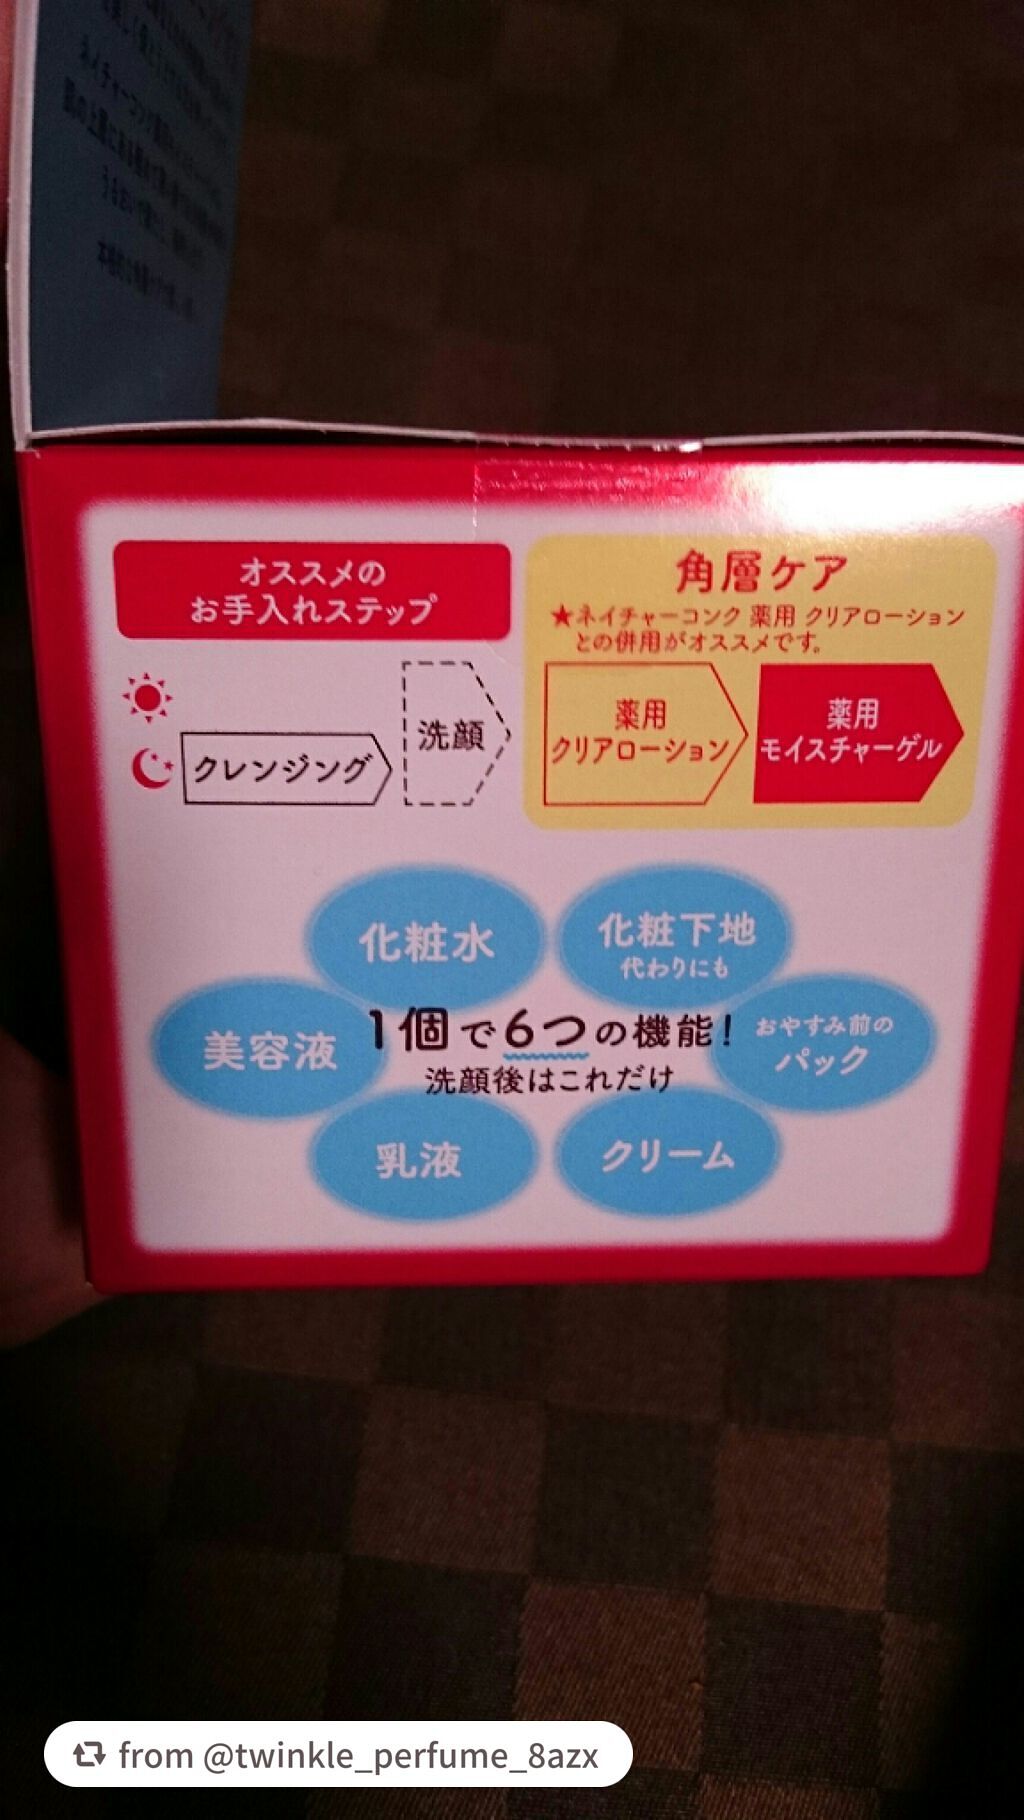 オススメの
お手入れステップ
角層ケア
★ネイチャーコンク 薬用 クリアローション
との併用がオススメです。
クレンジング
洗顔
薬用
クリアローション
薬用
モイスチャーゲル
化粧水
化粧下地
代わりにも
美容液
1個で6つの機能!
洗顔後はこれだけ
おやすみ前の
パック
乳液
クリーム
from @twinkle_perfume_8azx